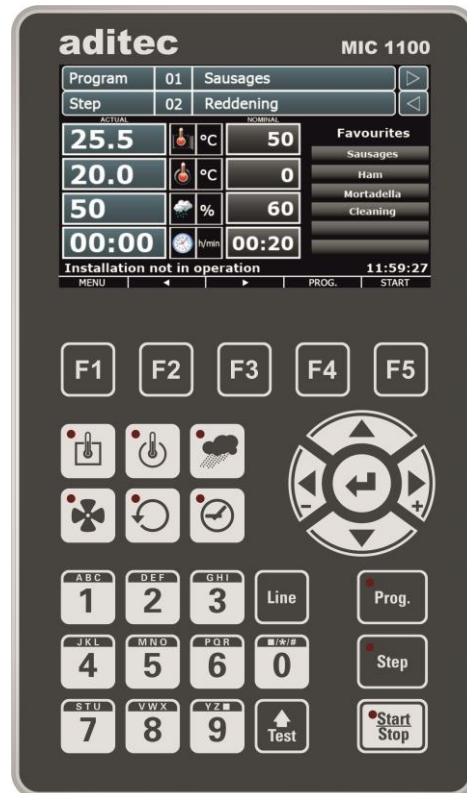 aditec MIC 1100
Program 01 Sausages
Step 02 Reddening
ACTUAL NOMINAL
25.5 °C 50 Favourites
Sausages
20.0 °C 0 Ham
Mortadella
50 % 60 Cleaning
00:00 h/min 00:20
Installation not in operation 11:59:27
MENU PROG. START
F1 F2 F3 F4 F5
- +
ABC DEF GHI
1 2 3 Line Prog.
JKL MNO PQR ■/*/#
4 5 6 0 Step
STU VWX YZ■
7 8 9 Test Start
Stop